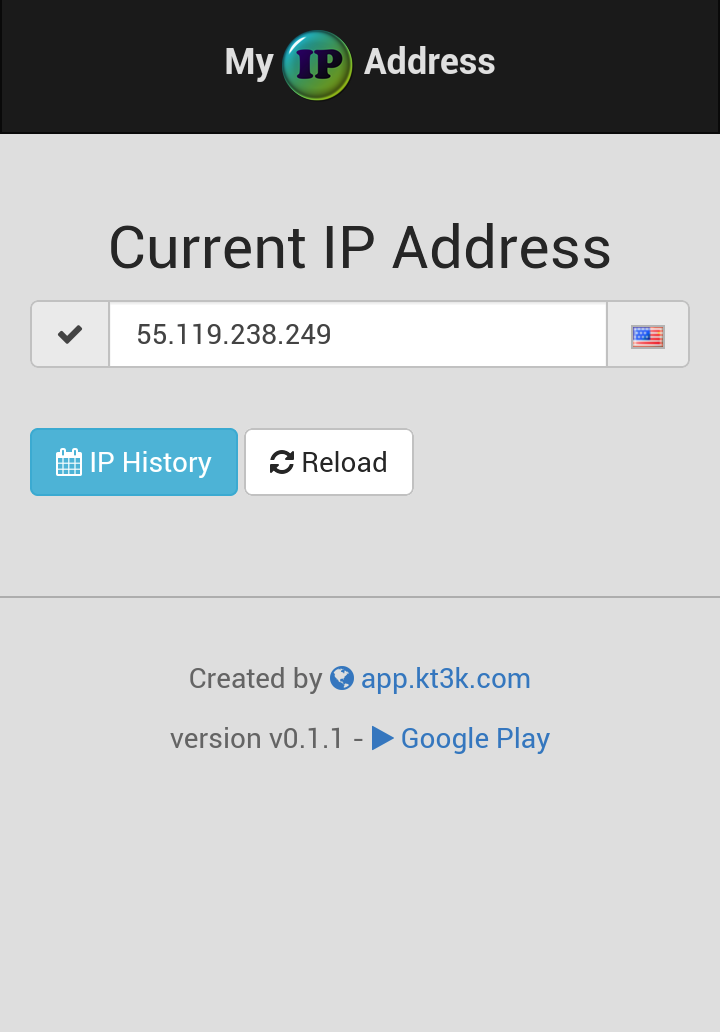 My IP Address
Current IP Address
55.119.238.249
IP History Reload
Created by app.kt3k.com
version v0.1.1 - Google Play